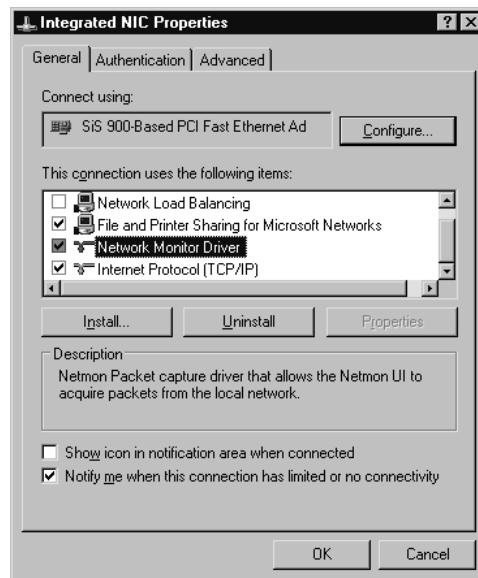 Integrated NIC Properties
General Authentication Advanced
Connect using:
SiS 900-Based PCI Fast Ethernet Ad Configure...
This connection uses the following items:
Network Load Balancing
File and Printer Sharing for Microsoft Networks
Network Monitor Driver
Internet Protocol (TCP/IP)
Install... Uninstall Properties
Description
Netmon Packet capture driver that allows the Netmon UI to
acquire packets from the local network.
Show icon in notification area when connected
Notify me when this connection has limited or no connectivity
OK Cancel